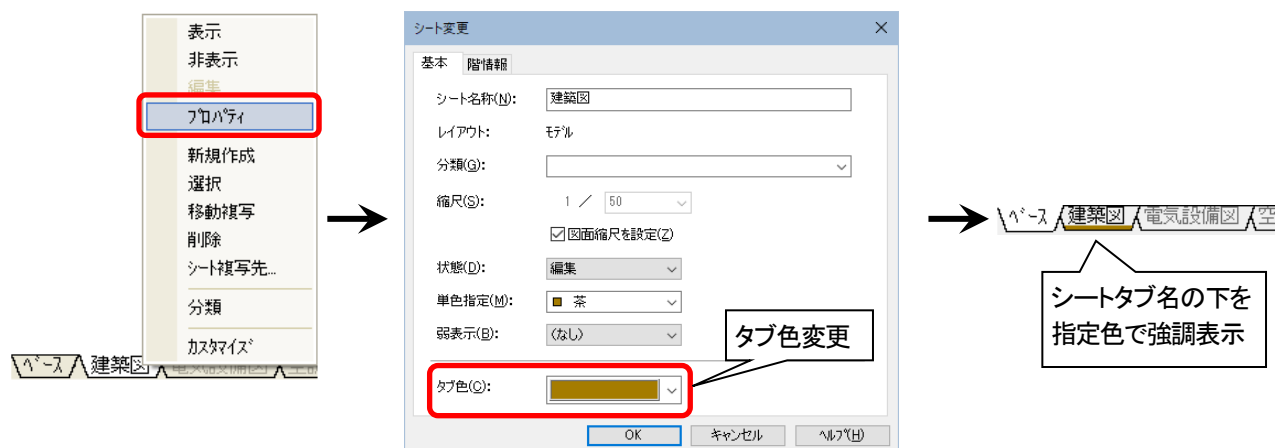 表示
非表示
編集
プロパティ
新規作成
選択
移動複写
削除
シート複写先...
分類
カスタマイズ
ベース 建築図 電気設備図
シート変更
基本 階情報
シート名称(N): 建築図
レイアウト: モデル
分類(G):
縮尺(S): 1 / 50
図面縮尺を設定(Z)
状態(D): 編集
単色指定(M): 茶
弱表示(B): (なし)
タブ色変更
タブ色(C):
OK キャンセル ヘルプ(H)
ベース 建築図 電気設備図 空
シートタブ名の下を
指定色で強調表示